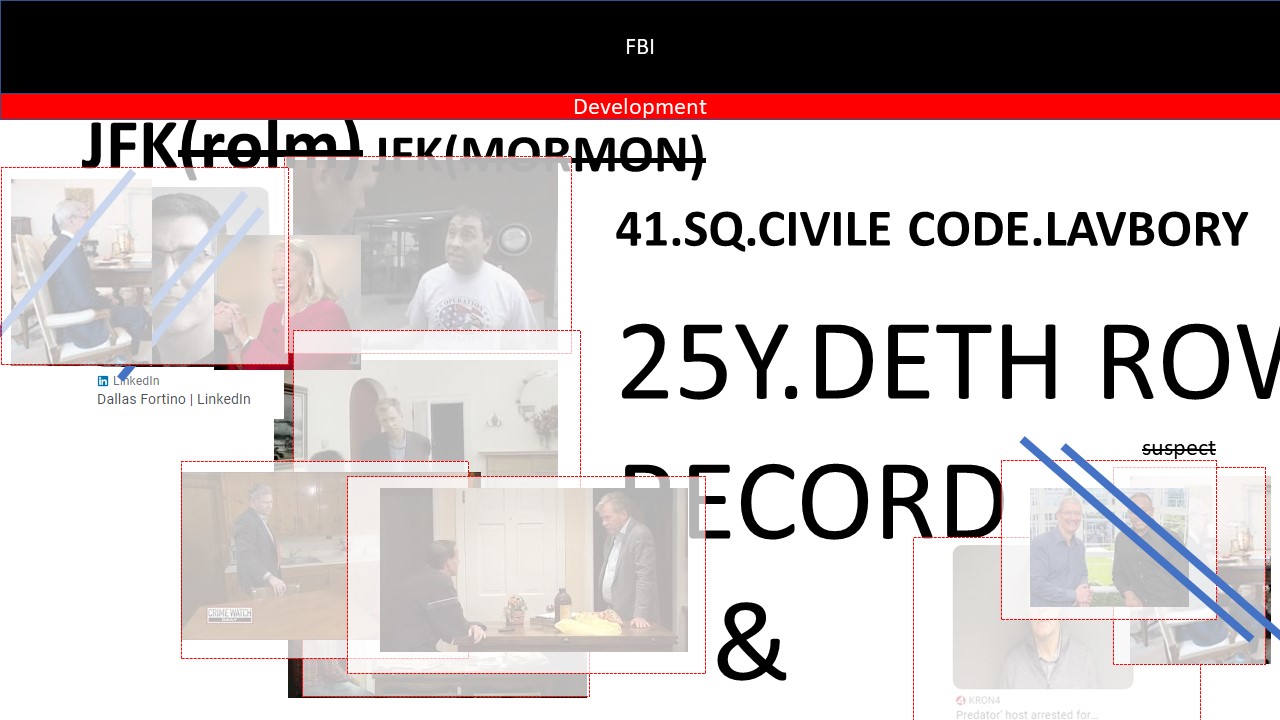 FBI
Development
JFK(rolm) JFK(MORMON)
41.SQ.CIVILE CODE.LAVBORY
25Y.DETH ROW
LinkedIn
Dallas Fortino | LinkedIn
suspect
RECORD
CRIME WATCH
&
KRON4
Predator' host arrested for...